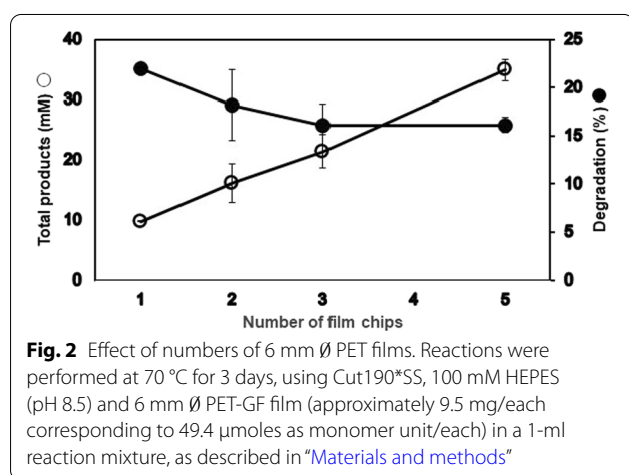 40
30
20
10
0
Total products (mM) ○
25
20
15
10
5
0
Degradation (%) ●
1 2 3 4 5
Number of film chips
Fig. 2 Effect of numbers of 6 mm Ø PET films. Reactions were
performed at 70 °C for 3 days, using Cut190*SS, 100 mM HEPES
(pH 8.5) and 6 mm Ø PET-GF film (approximately 9.5 mg/each
corresponding to 49.4 μmoles as monomer unit/each) in a 1-ml
reaction mixture, as described in “Materials and methods”